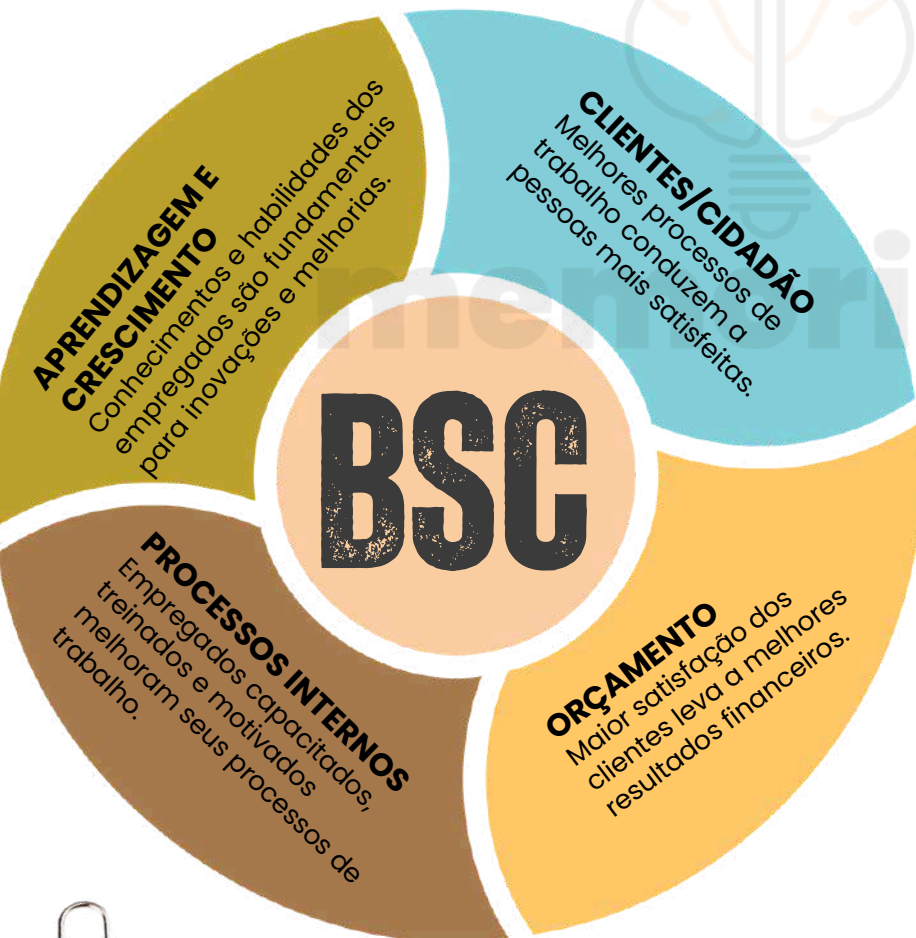 APRENDIZAGEM E
CRESCIMENTO
Conhecimentos e habilidades dos
empregados são fundamentais
para inovações e melhorias.
CLIENTES/CIDADÃO
Melhores processos de
trabalho conduzem a
pessoas mais satisfeitas.
BSC
PROCESSOS INTERNOS
Empregados capacitados,
treinados e motivados
melhoram seus processos de
trabalho.
ORÇAMENTO
Maior satisfação dos
clientes leva a melhores
resultados financeiros.
memori